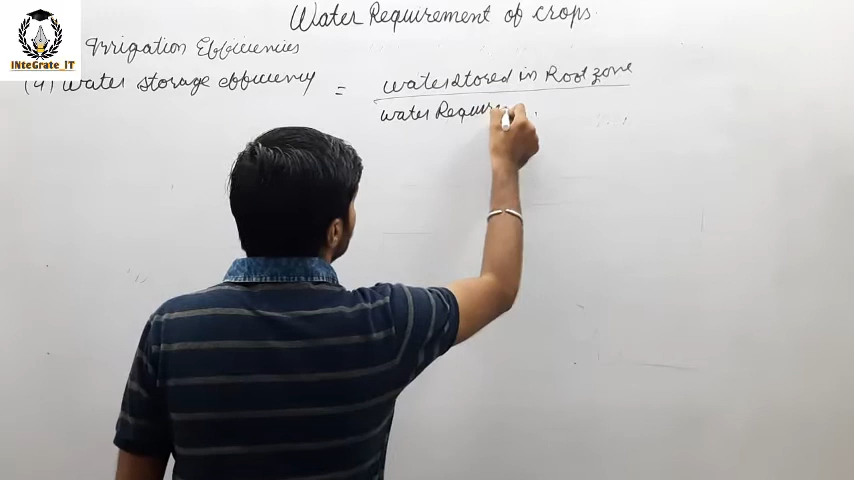 Water Requirement of crops.
Irrigation Efficiencies
(4) Water storage efficiency = water stored in Root zone
water Requir
INteGrate_IT